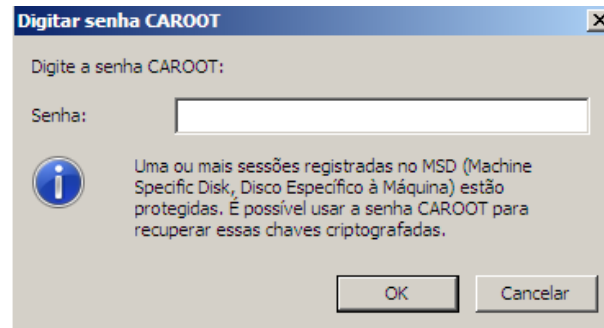 Digitar senha CAROOT
Digite a senha CAROOT:
Senha:
Uma ou mais sessões registradas no MSD (Machine
Specific Disk, Disco Específico à Máquina) estão
protegidas. É possível usar a senha CAROOT para
recuperar essas chaves criptografadas.
OK
Cancelar